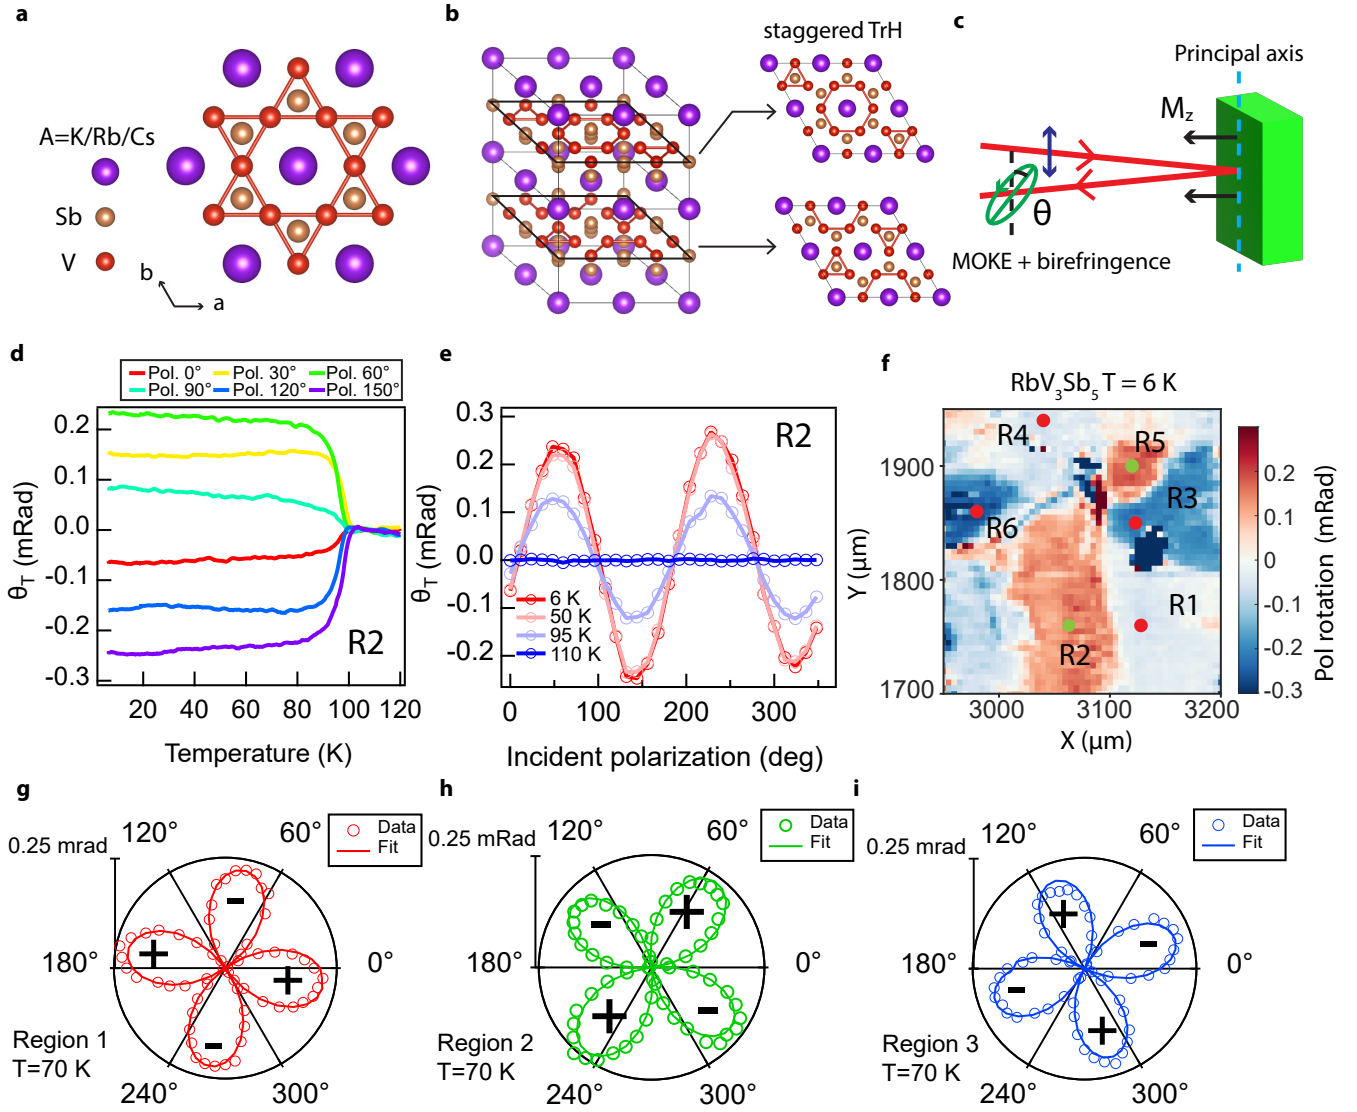 a
A=K/Rb/Cs
Sb
V
b
a
b
staggered TrH
c
Principal axis
Mz
θ
MOKE + birefringence
d
Pol. 0° Pol. 30° Pol. 60°
Pol. 90° Pol. 120° Pol. 150°
0.2
0.1
0.0
-0.1
-0.2
-0.3
θT (mRad)
R2
20 40 60 80 100 120
Temperature (K)
e
0.3
0.2
0.1
0.0
-0.1
-0.2
θT (mRad)
R2
6 K
50 K
95 K
110 K
0 100 200 300
Incident polarization (deg)
f
RbV3Sb5 T = 6 K
R4
R5
R3
R6
R1
R2
1900
1800
1700
Y (μm)
3000 3100 3200
X (μm)
0.2
0.1
0
-0.1
-0.2
-0.3
Pol rotation (mRad)
g
0.25 mrad
120° 60°
Data
Fit
180° 0°
+ - + -
Region 1
T=70 K
240° 300°
h
0.25 mRad
120° 60°
Data
Fit
180° 0°
- + + -
Region 2
T=70 K
240° 300°
i
0.25 mrad
120° 60°
Data
Fit
180° 0°
+ - - +
Region 3
T=70 K
240° 300°